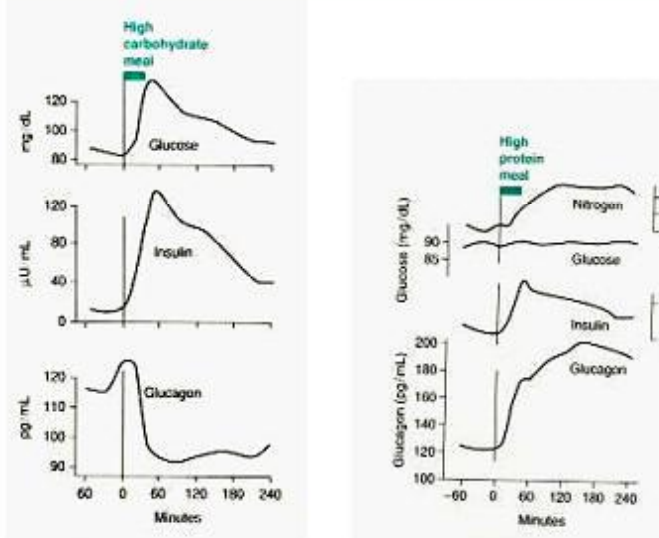 High
carbohydrate
meal
mg/dL
120
100
80
Glucose
µU/mL
120
80
40
0
Insulin
pg/mL
120
110
100
90
Glucagon
60 0 60 120 180 240
Minutes
High
protein
meal
Nitrogen
Glucose (mg/dL)
90
85
Glucose
Insulin
Glucagon (pg/mL)
200
180
160
140
120
100
Glucagon
-60 0 60 120 180 240
Minutes